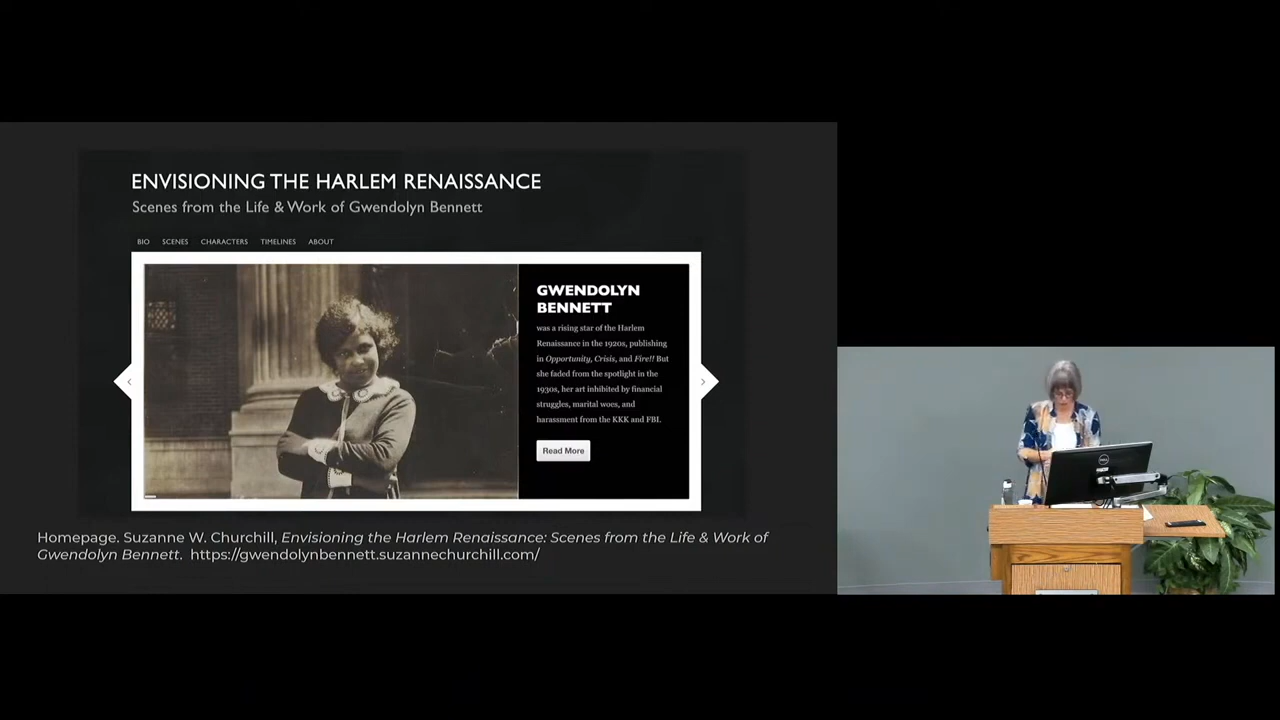 ENVISIONING THE HARLEM RENAISSANCE
Scenes from the Life & Work of Gwendolyn Bennett
BIO SCENES CHARACTERS TIMELINES ABOUT
GWENDOLYN
BENNETT
was a rising star of the Harlem
Renaissance in the 1920s, publishing
in Opportunity, Crisis, and Fire!! But
she faded from the spotlight in the
1930s, her art inhibited by financial
struggles, marital woes, and
harassment from the KKK and FBI.
Read More
Homepage. Suzanne W. Churchill, Envisioning the Harlem Renaissance: Scenes from the Life & Work of
Gwendolyn Bennett. https://gwendolynbennett.suzannechurchill.com/
DELL